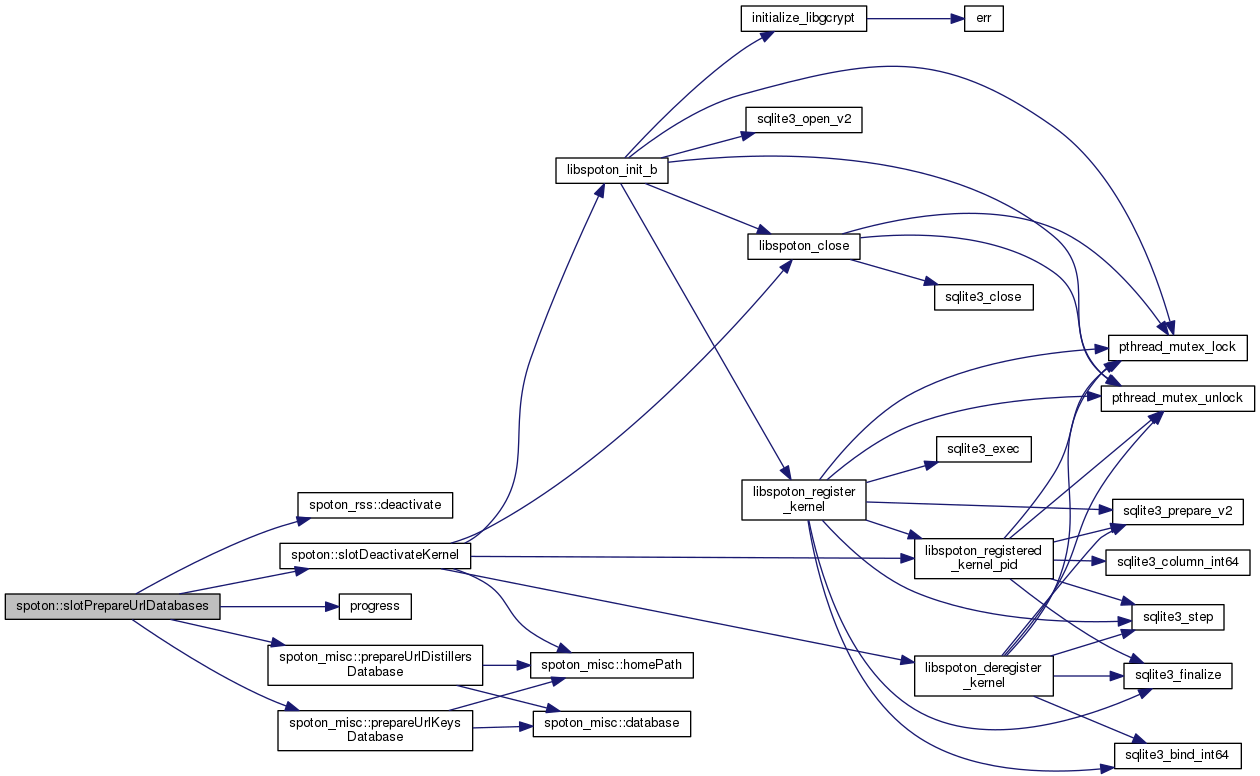 initialize_libgcrypt
err
sqlite3_open_v2
libspoton_init_b
libspoton_close
sqlite3_close
pthread_mutex_lock
pthread_mutex_unlock
sqlite3_exec
libspoton_register
_kernel
spoton_rss::deactivate
sqlite3_prepare_v2
spoton::slotDeactivateKernel
libspoton_registered
_kernel_pid
sqlite3_column_int64
spoton::slotPrepareUrlDatabases
progress
sqlite3_step
spoton_misc::prepareUrlDistillers
Database
spoton_misc::homePath
libspoton_deregister
_kernel
sqlite3_finalize
spoton_misc::prepareUrlKeys
Database
spoton_misc::database
sqlite3_bind_int64